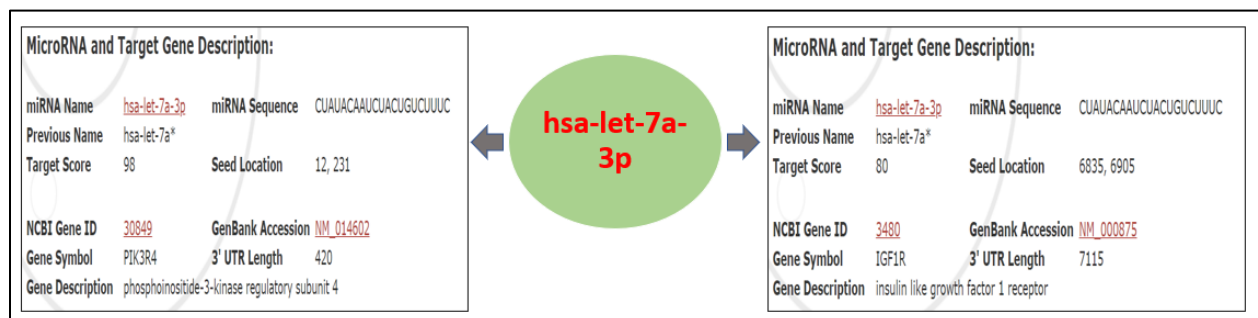 MicroRNA and Target Gene Description:
miRNA Name hsa-let-7a-3p miRNA Sequence CUAUACAAUCUACUGUCUUUC
Previous Name hsa-let-7a*
Target Score 98 Seed Location 12, 231
NCBI Gene ID 30849 GenBank Accession NM_014602
Gene Symbol PIK3R4 3' UTR Length 420
Gene Description phosphoinositide-3-kinase regulatory subunit 4
hsa-let-7a-
3p
MicroRNA and Target Gene Description:
miRNA Name hsa-let-7a-3p miRNA Sequence CUAUACAAUCUACUGUCUUUC
Previous Name hsa-let-7a*
Target Score 80 Seed Location 6835, 6905
NCBI Gene ID 3480 GenBank Accession NM_000875
Gene Symbol IGF1R 3' UTR Length 7115
Gene Description insulin like growth factor 1 receptor